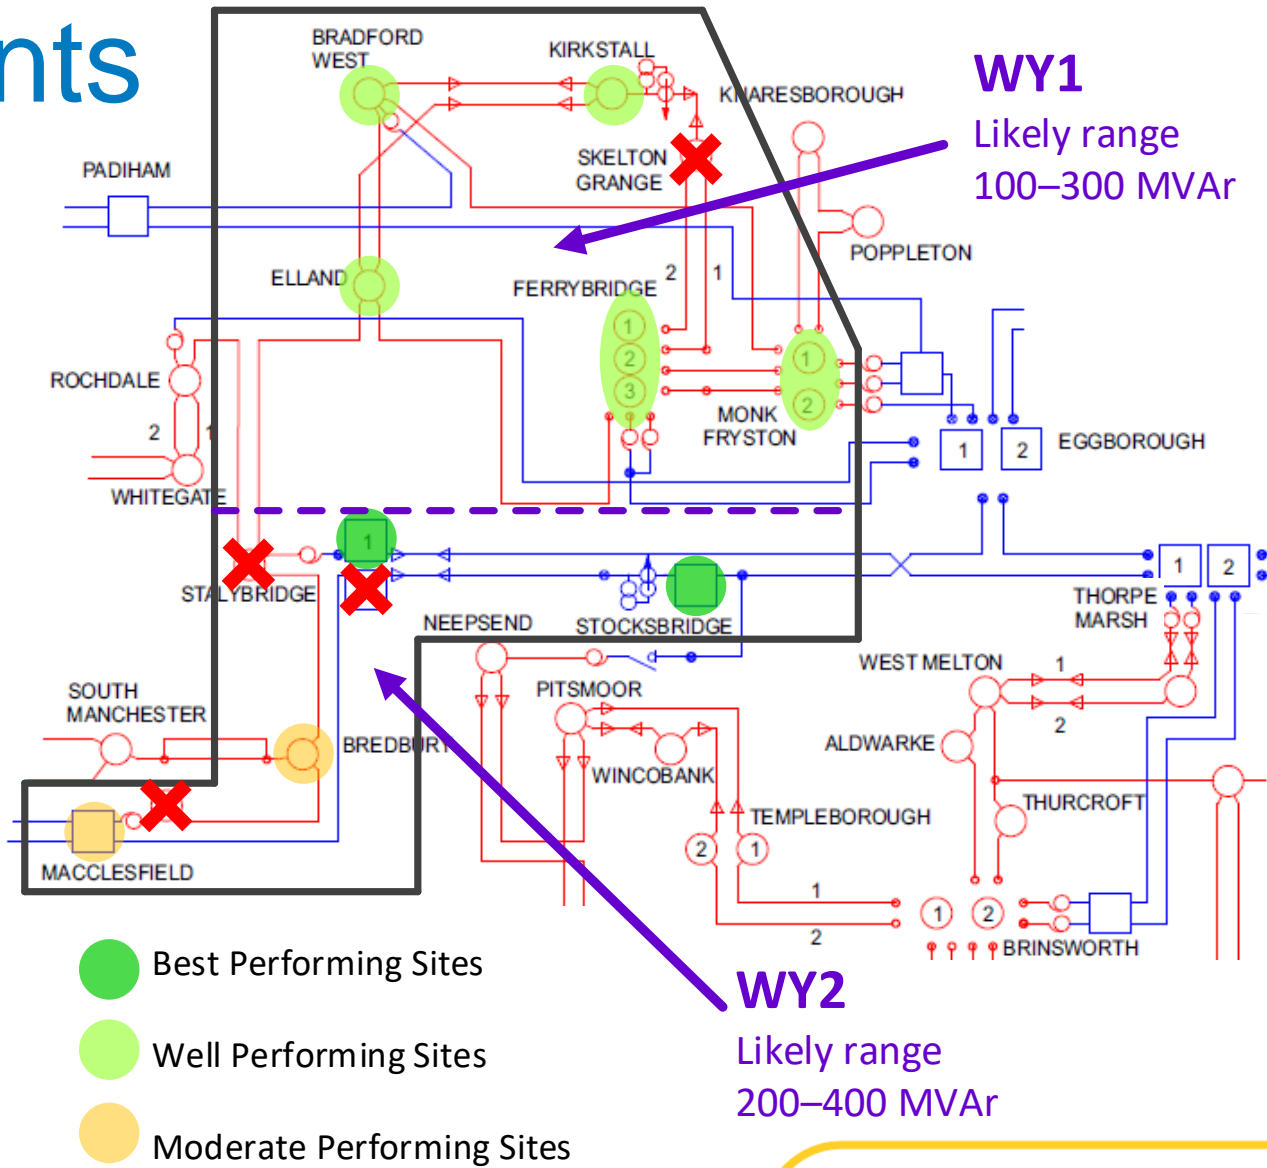 nts
BRADFORD
WEST
KIRKSTALL
KNARESBOROUGH
WY1
Likely range
100–300 MVAr
PADIHAM
SKELTON
GRANGE
POPPLETON
ELLAND
FERRYBRIDGE
2
1
1
2
3
1
2
ROCHDALE
2
1
WHITEGATE
MONK
FRYSTON
1
2
EGGBOROUGH
1
STALYBRIDGE
NEEPSEND
STOCKSBRIDGE
1
2
THORPE
MARSH
WEST MELTON
1
2
PITSMOOR
SOUTH
MANCHESTER
BREDBURY
WINCOBANK
ALDWARKE
THURCROFT
TEMPLEBOROUGH
2
1
MACCLESFIELD
1
2
1
2
BRINSWORTH
Best Performing Sites
Well Performing Sites
Moderate Performing Sites
WY2
Likely range
200–400 MVAr